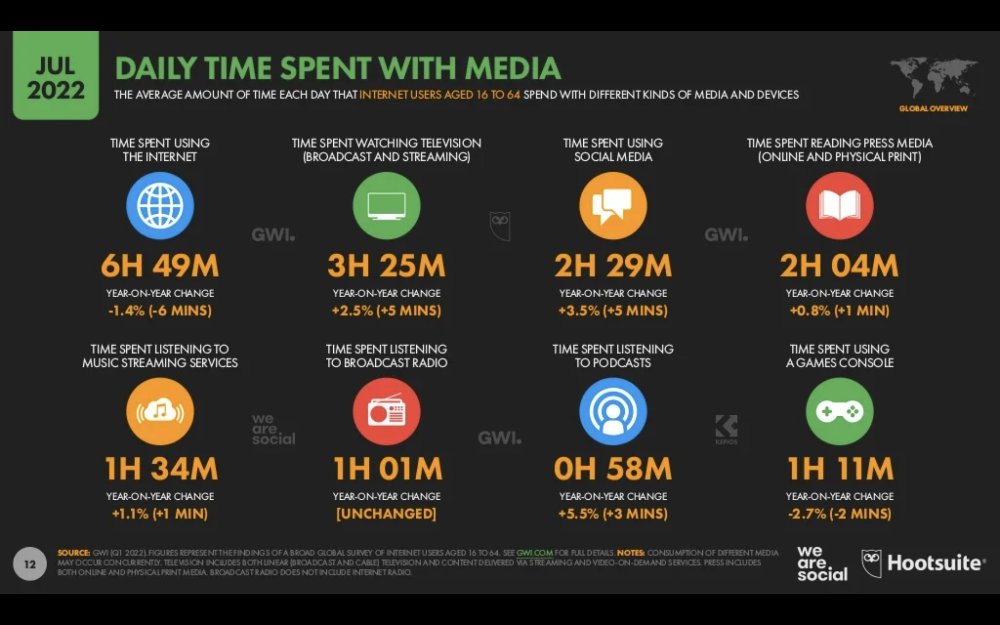 JUL
2022
DAILY TIME SPENT WITH MEDIA
THE AVERAGE AMOUNT OF TIME EACH DAY THAT INTERNET USERS AGED 16 TO 64 SPEND WITH DIFFERENT KINDS OF MEDIA AND DEVICES
GLOBAL OVERVIEW
TIME SPENT USING
THE INTERNET
6H 49M
YEAR-ON-YEAR CHANGE
-1.4% (-6 MINS)
GWI.
TIME SPENT WATCHING TELEVISION
(BROADCAST AND STREAMING)
3H 25M
YEAR-ON-YEAR CHANGE
+2.5% (+5 MINS)
TIME SPENT USING
SOCIAL MEDIA
2H 29M
YEAR-ON-YEAR CHANGE
+3.5% (+5 MINS)
GWI.
TIME SPENT READING PRESS MEDIA
(ONLINE AND PHYSICAL PRINT)
2H 04M
YEAR-ON-YEAR CHANGE
+0.8% (+1 MIN)
TIME SPENT LISTENING TO
MUSIC STREAMING SERVICES
1H 34M
YEAR-ON-YEAR CHANGE
+1.1% (+1 MIN)
we
are
social
TIME SPENT LISTENING
TO BROADCAST RADIO
1H 01M
YEAR-ON-YEAR CHANGE
[UNCHANGED]
GWI.
TIME SPENT LISTENING
TO PODCASTS
0H 58M
YEAR-ON-YEAR CHANGE
+5.5% (+3 MINS)
KEPIOS
TIME SPENT USING
A GAMES CONSOLE
1H 11M
YEAR-ON-YEAR CHANGE
-2.7% (-2 MINS)
12
SOURCE: GWI (Q1 2022). FIGURES REPRESENT THE FINDINGS OF A BROAD GLOBAL SURVEY OF INTERNET USERS AGED 16 TO 64. SEE GWI.COM FOR FULL DETAILS. NOTES: CONSUMPTION OF DIFFERENT MEDIA
MAY OCCUR CONCURRENTLY. TELEVISION INCLUDES BOTH LINEAR (BROADCAST AND CABLE) TELEVISION AND CONTENT DELIVERED VIA STREAMING AND VIDEO-ON-DEMAND SERVICES. PRESS INCLUDES
BOTH ONLINE AND PHYSICAL PRINT MEDIA. BROADCAST RADIO DOES NOT INCLUDE INTERNET RADIO.
we
are
social
Hootsuite®